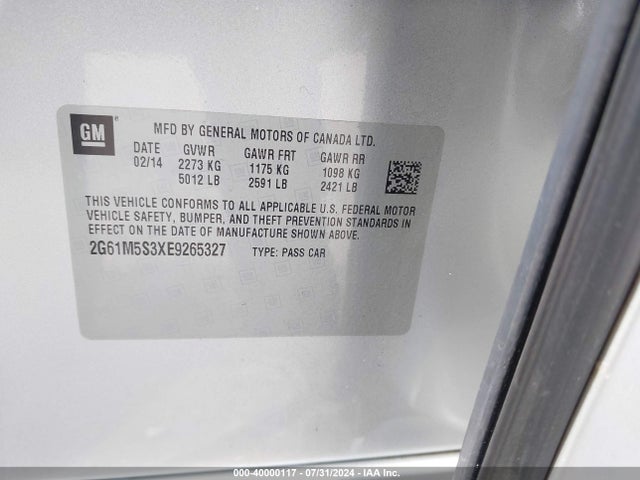 GM
MFD BY GENERAL MOTORS OF CANADA LTD.
DATE GVWR GAWR FRT GAWR RR
02/14 2273 KG 1175 KG 1098 KG
5012 LB 2591 LB 2421 LB
THIS VEHICLE CONFORMS TO ALL APPLICABLE U.S. FEDERAL MOTOR
VEHICLE SAFETY, BUMPER, AND THEFT PREVENTION STANDARDS IN
EFFECT ON THE DATE OF MANUFACTURE SHOWN ABOVE.
2G61M5S3XE9265327 TYPE: PASS CAR
000-40000117 - 07/31/2024 - IAA Inc.